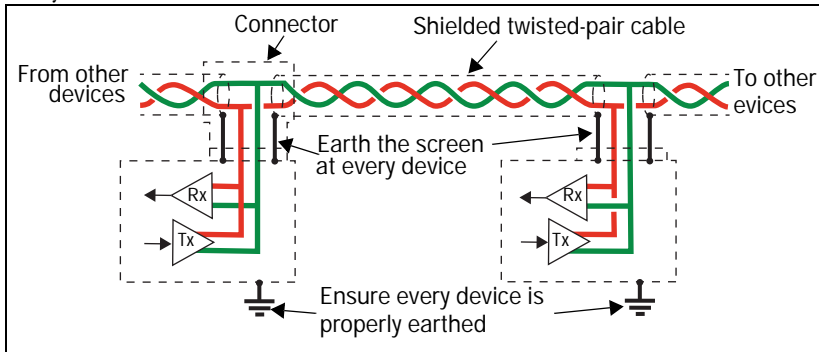 Connector
Shielded twisted-pair cable
From other
devices
To other
evices
Earth the screen
at every device
Rx
Tx
Rx
Tx
Ensure every device is
properly earthed